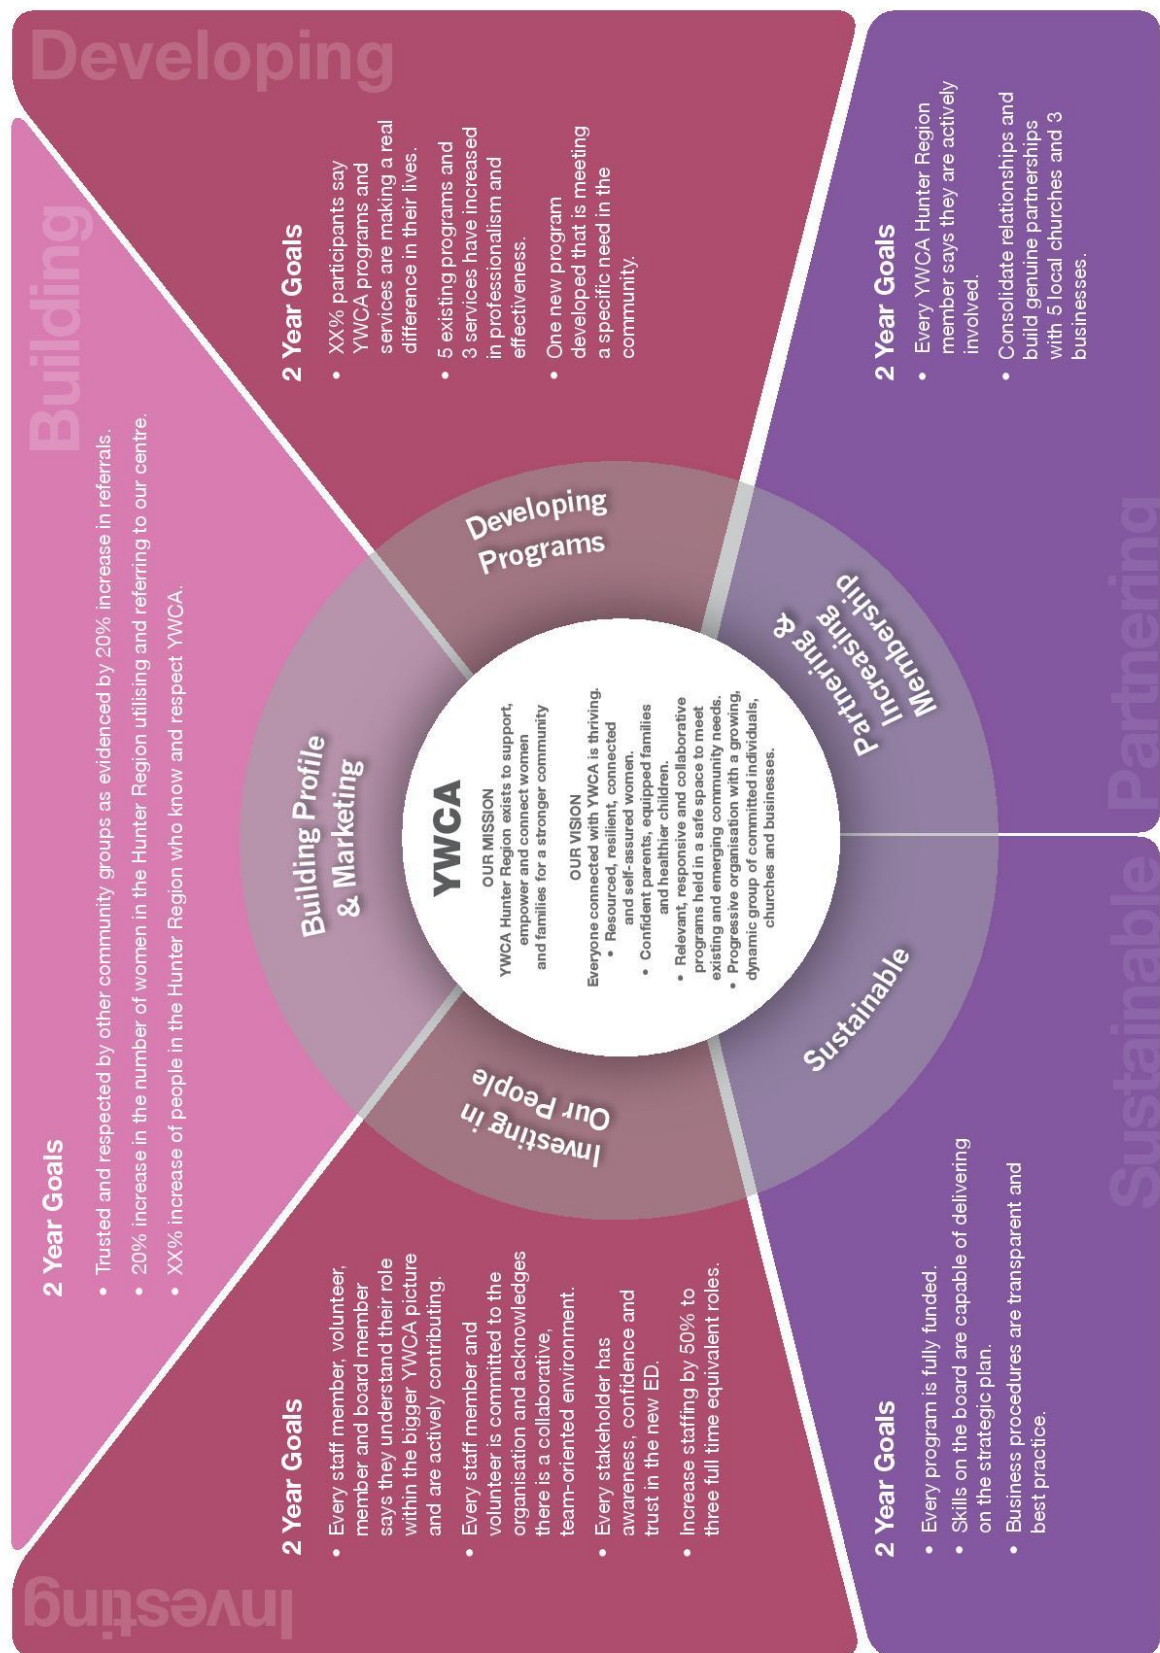 Building
2 Year Goals
• Trusted and respected by other community groups as evidenced by 20% increase in referrals.
• 20% increase in the number of women in the Hunter Region utilising and referring to our centre.
• XX% increase of people in the Hunter Region who know and respect YWCA.
Investing
2 Year Goals
• Every staff member, volunteer,
member and board member
says they understand their role
within the bigger YWCA picture
and are actively contributing.
• Every staff member and
volunteer is committed to the
organisation and acknowledges
there is a collaborative,
team-oriented environment.
• Every stakeholder has
awareness, confidence and
trust in the new ED.
• Increase staffing by 50% to
three full time equivalent roles.
Building Profile
& Marketing
Investing in
Our People
Developing
Programs
Partnering &
Increasing
Membership
Sustainable
YWCA
OUR MISSION
YWCA Hunter Region exists to support,
empower and connect women
and families for a stronger community
OUR VISION
Everyone connected with YWCA is thriving.
• Resourced, resilient, connected
and self-assured women.
• Confident parents, equipped families
and healthier children.
• Relevant, responsive and collaborative
programs held in a safe space to meet
existing and emerging community needs.
• Progressive organisation with a growing,
dynamic group of committed individuals,
churches and businesses.
Developing
2 Year Goals
• XX% participants say
YWCA programs and
services are making a real
difference in their lives.
• 5 existing programs and
3 services have increased
in professionalism and
effectiveness.
• One new program
developed that is meeting
a specific need in the
community.
2 Year Goals
• Every program is fully funded.
• Skills on the board are capable of delivering
on the strategic plan.
• Business procedures are transparent and
best practice.
Sustainable
2 Year Goals
• Every YWCA Hunter Region
member says they are actively
involved.
• Consolidate relationships and
build genuine partnerships
with 5 local churches and 3
businesses.
Partnering